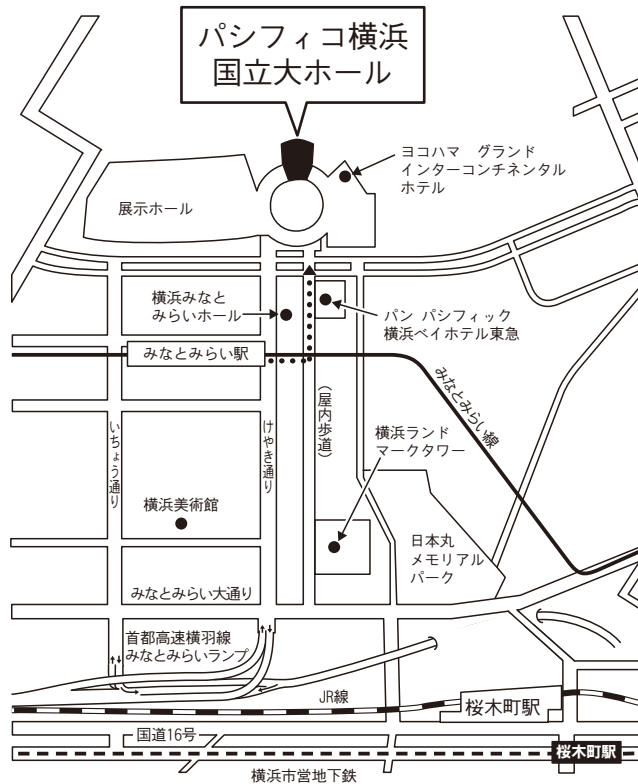 パシフィコ横浜
国立大ホール
ヨコハマ　グランド
インターコンチネンタル
ホテル
展示ホール
横浜みなと
みらいホール
パン パシフィック
横浜ベイホテル東急
みなとみらい駅
みなとみらい線
(屋内歩道)
けやき通り
いちょう通り
横浜ランド
マークタワー
横浜美術館
日本丸
メモリアル
パーク
みなとみらい大通り
首都高速横羽線
みなとみらいランプ
JR線
桜木町駅
国道16号
桜木町駅
横浜市営地下鉄